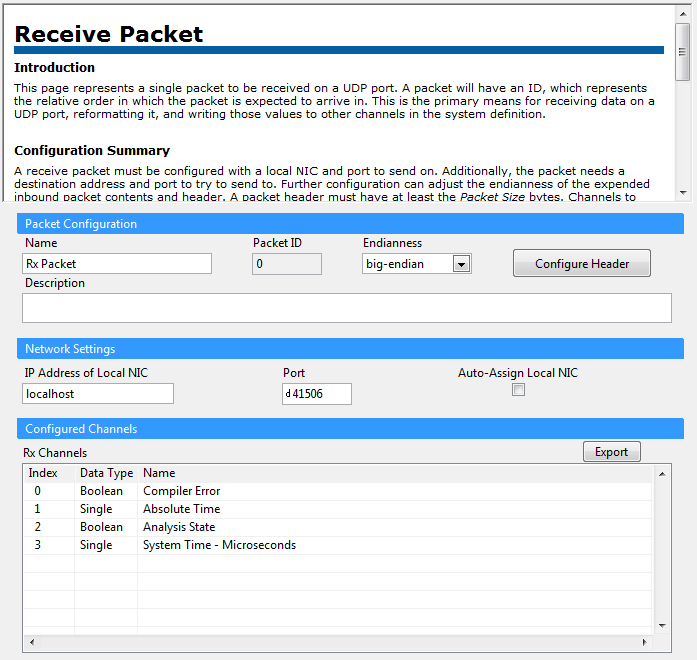 Receive Packet
Introduction
This page represents a single packet to be received on a UDP port. A packet will have an ID, which represents
the relative order in which the packet is expected to arrive in. This is the primary means for receiving data on a
UDP port, reformatting it, and writing those values to other channels in the system definition.
Configuration Summary
A receive packet must be configured with a local NIC and port to send on. Additionally, the packet needs a
destination address and port to try to send to. Further configuration can adjust the endianness of the expended
inbound packet contents and header. A packet header must have at least the Packet Size bytes. Channels to
Packet Configuration
Name Packet ID Endianness
Rx Packet 0 big-endian Configure Header
Description
Network Settings
IP Address of Local NIC Port Auto-Assign Local NIC
localhost d 41506
Configured Channels
Rx Channels Export
Index Data Type Name
0 Boolean Compiler Error
1 Single Absolute Time
2 Boolean Analysis State
3 Single System Time - Microseconds